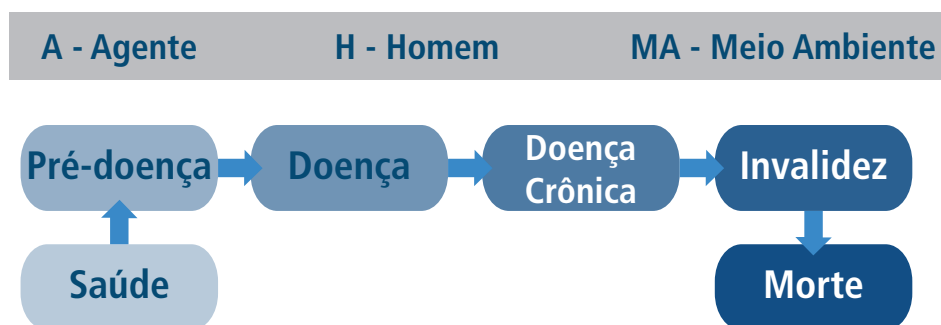 A - Agente H - Homem MA - Meio Ambiente
Pré-doença Doença Doença Crônica Invalidez
Saúde Morte